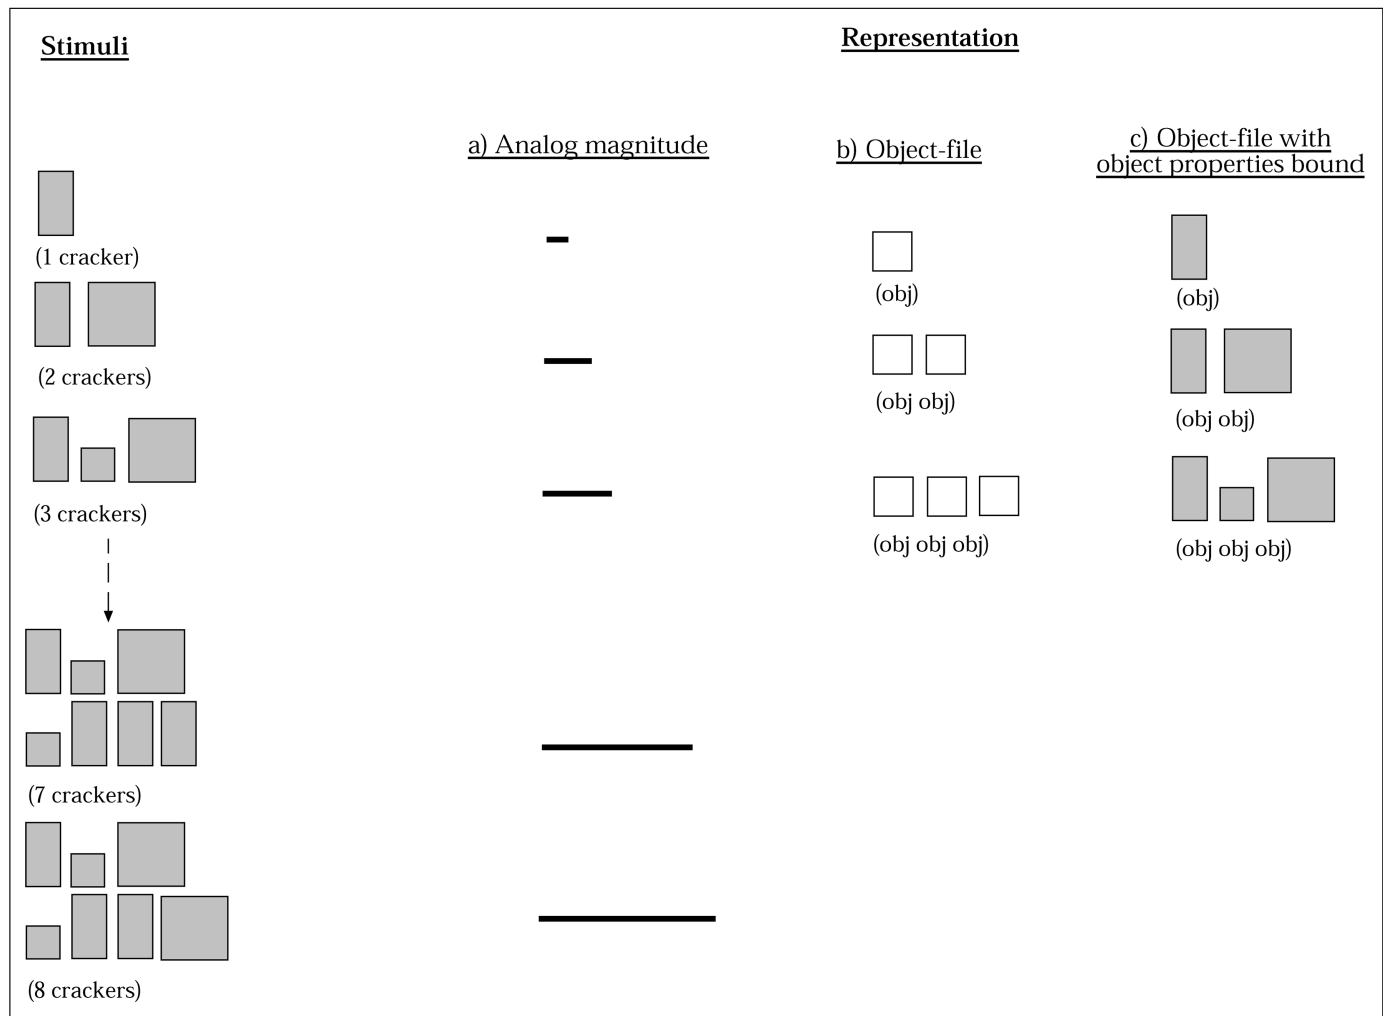 Stimuli
Representation
a) Analog magnitude
b) Object-file
c) Object-file with
object properties bound
(1 cracker)
(obj)
(obj)
(2 crackers)
(obj obj)
(obj obj)
(3 crackers)
(obj obj obj)
(obj obj obj)
(7 crackers)
(8 crackers)